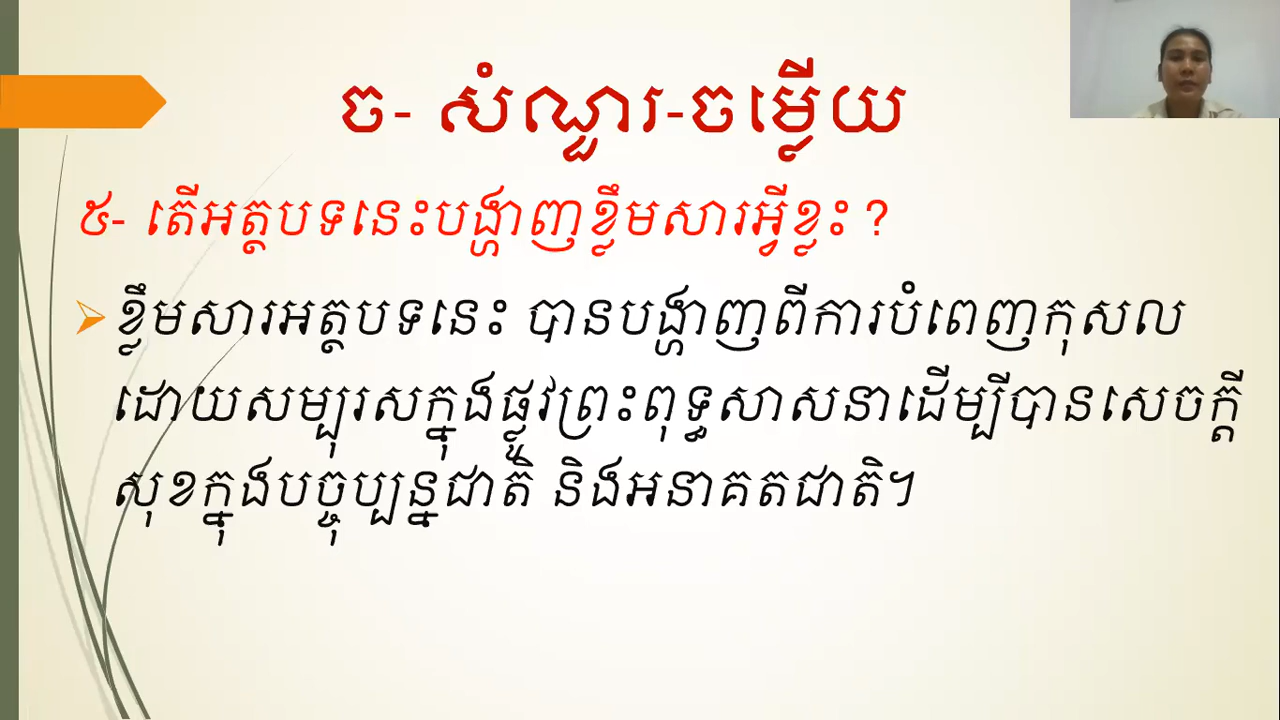 ច- សំណួរ-ចម្លើយ
៥- តើអត្ថបទនេះបង្ហាញខ្លឹមសារអ្វីខ្លះ ?
ខ្លឹមសារអត្ថបទនេះ បានបង្ហាញពីការបំពេញកុសល
ដោយសម្បុរសក្នុងផ្លូវព្រះពុទ្ធសាសនាដើម្បីបានសេចក្ដី
សុខក្នុងបច្ចុប្បន្នជាតិ និងអនាគតជាតិ។